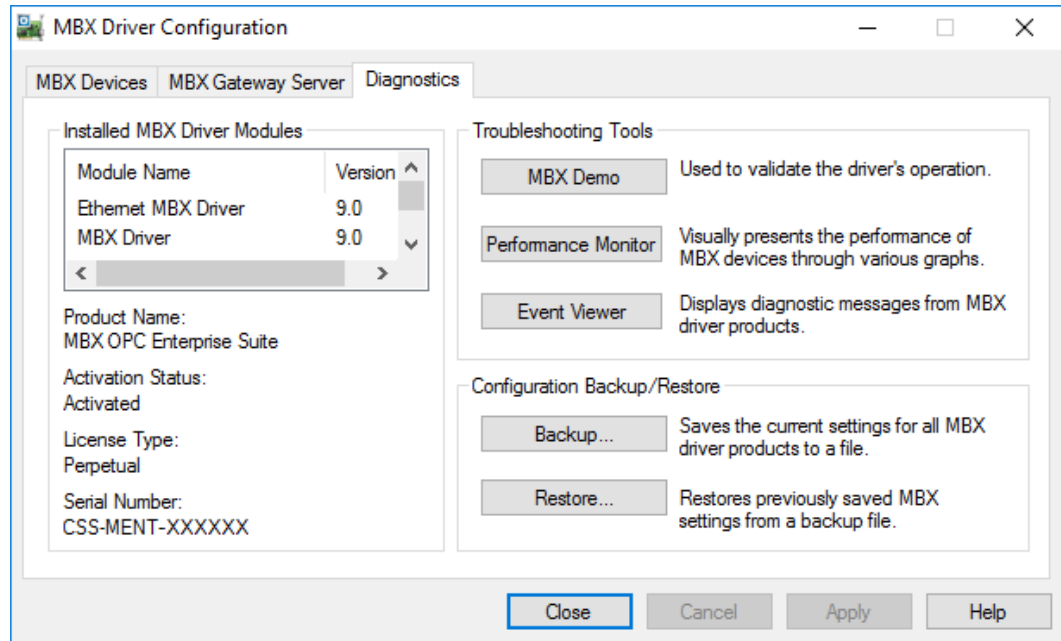 MBX Driver Configuration
MBX Devices MBX Gateway Server Diagnostics
Installed MBX Driver Modules
Module Name Version
Ethernet MBX Driver 9.0
MBX Driver 9.0
Product Name:
MBX OPC Enterprise Suite
Activation Status:
Activated
License Type:
Perpetual
Serial Number:
CSS-MENT-XXXXXX
Troubleshooting Tools
MBX Demo
Used to validate the driver's operation.
Performance Monitor
Visually presents the performance of
MBX devices through various graphs.
Event Viewer
Displays diagnostic messages from MBX
driver products.
Configuration Backup/Restore
Backup...
Saves the current settings for all MBX
driver products to a file.
Restore...
Restores previously saved MBX
settings from a backup file.
Close Cancel Apply Help